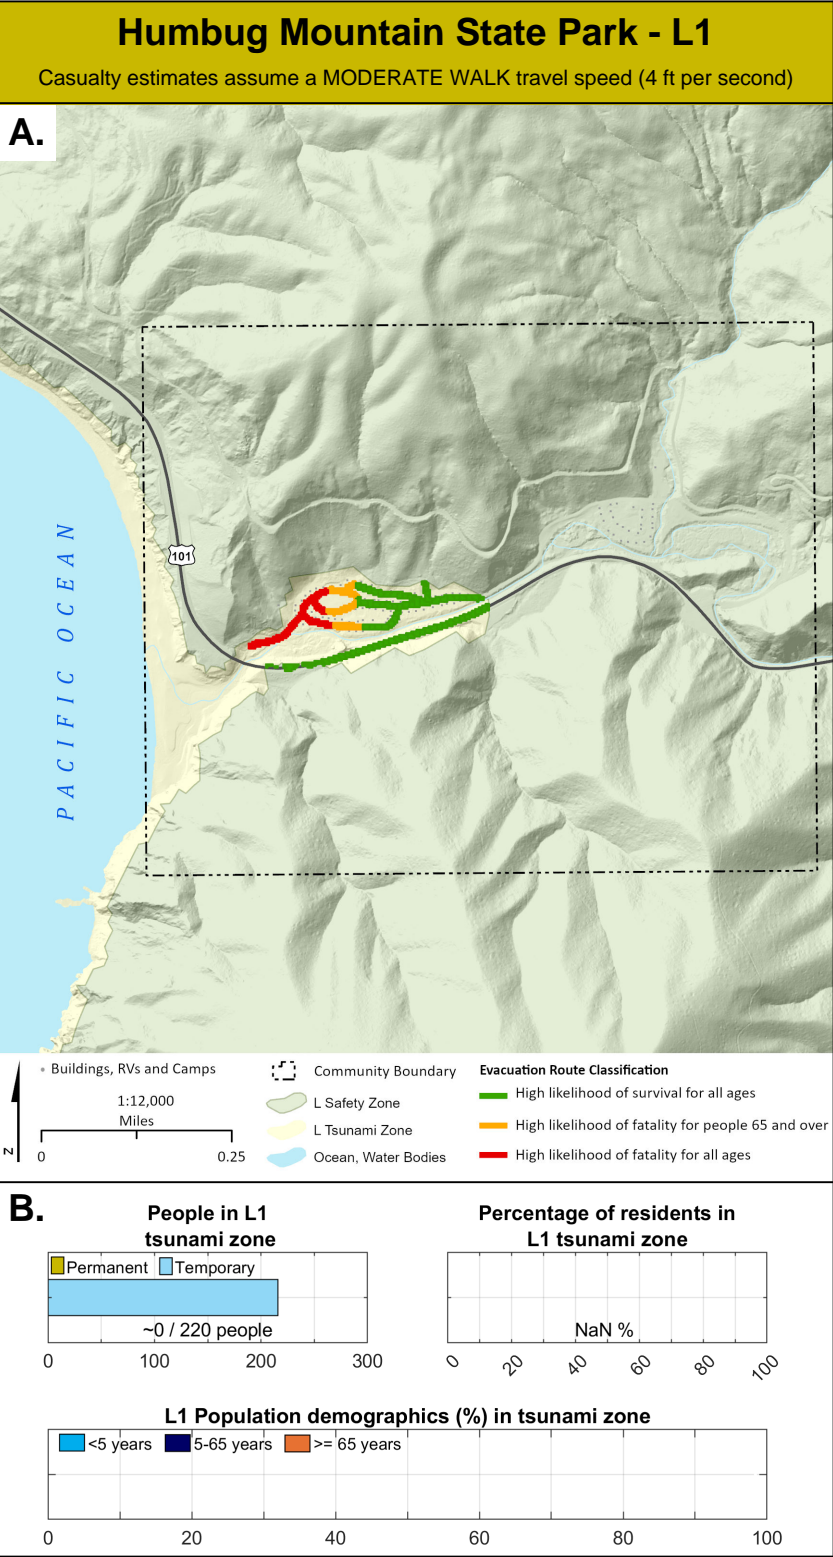 Humbug Mountain State Park - L1
Casualty estimates assume a MODERATE WALK travel speed (4 ft per second)
A.
101
PACIFIC OCEAN
Buildings, RVs and Camps
1:12,000
Miles
0 0.25
N
Community Boundary
L Safety Zone
L Tsunami Zone
Ocean, Water Bodies
Evacuation Route Classification
High likelihood of survival for all ages
High likelihood of fatality for people 65 and over
High likelihood of fatality for all ages
B.
People in L1
tsunami zone
Permanent Temporary
~0 / 220 people
0 100 200 300
Percentage of residents in
L1 tsunami zone
NaN %
0 20 40 60 80 100
L1 Population demographics (%) in tsunami zone
<5 years 5-65 years >= 65 years
0 20 40 60 80 100